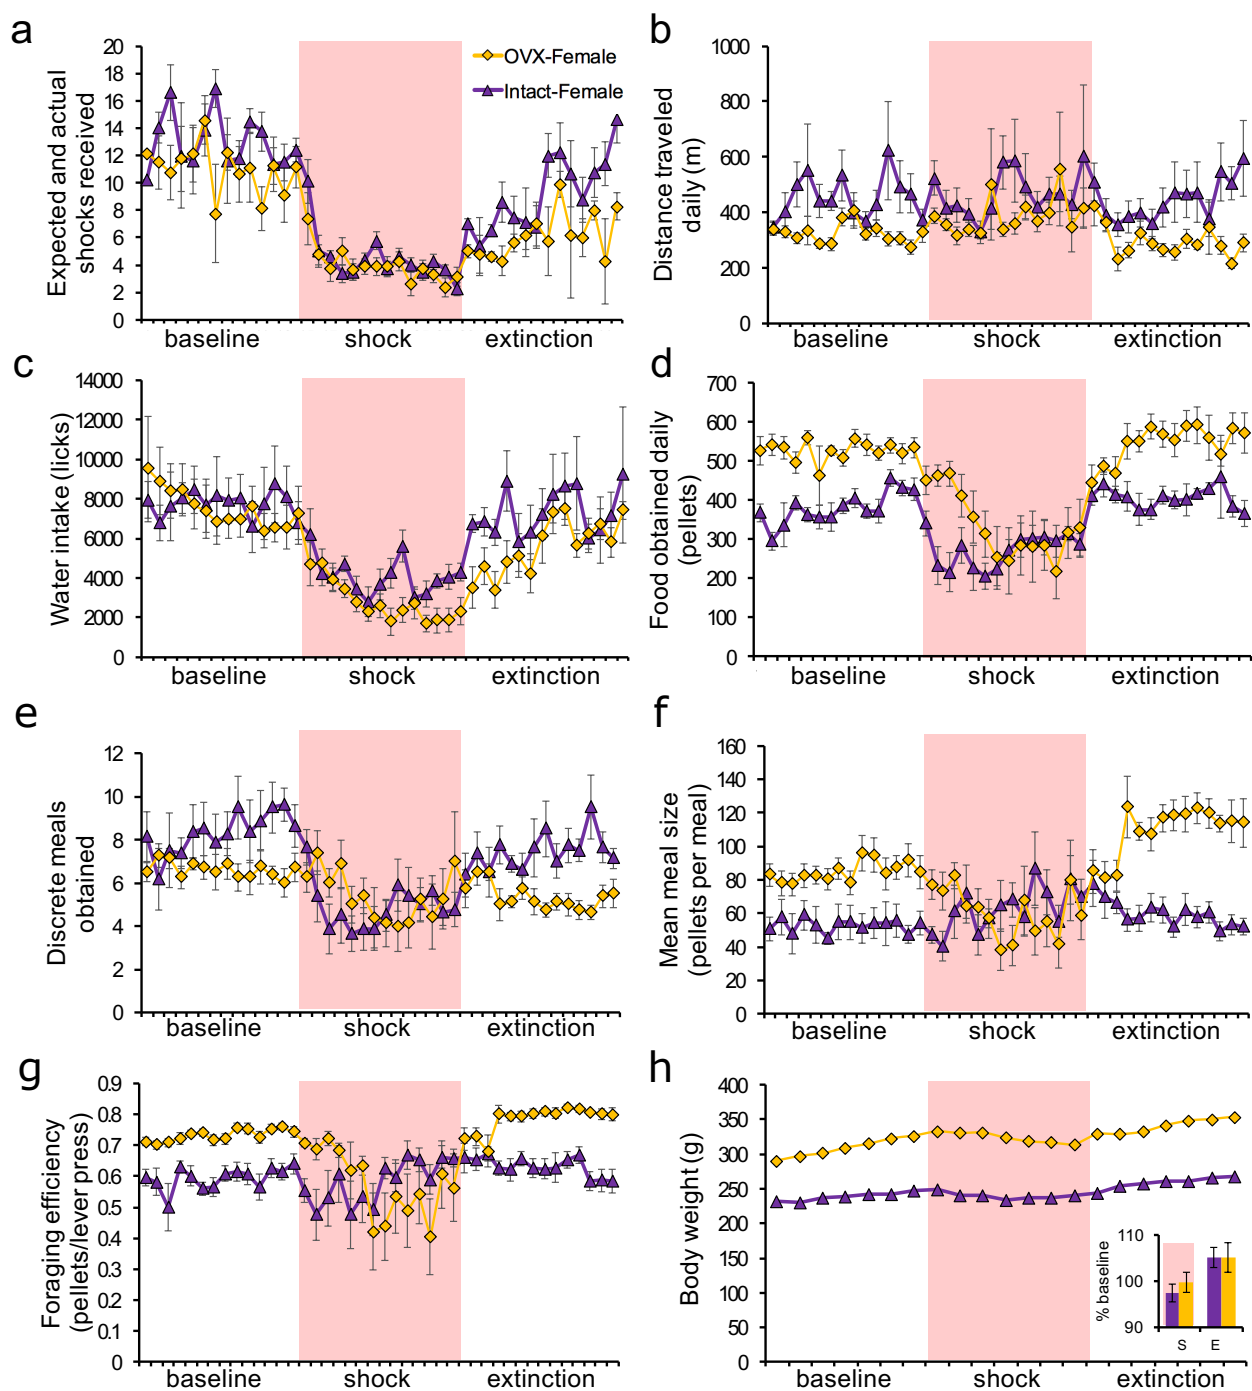 a
Expected and actual
shocks received
20
18
16
14
12
10
8
6
4
2
0
OVX-Female
Intact-Female
baseline
shock
extinction
b
Distance traveled
daily (m)
1000
800
600
400
200
0
baseline
shock
extinction
c
Water intake (licks)
14000
12000
10000
8000
6000
4000
2000
0
baseline
shock
extinction
d
Food obtained daily
(pellets)
700
600
500
400
300
200
100
0
baseline
shock
extinction
e
Discrete meals
obtained
12
10
8
6
4
2
0
baseline
shock
extinction
f
Mean meal size
(pellets per meal)
160
140
120
100
80
60
40
20
0
baseline
shock
extinction
g
Foraging efficiency
(pellets/lever press)
0.9
0.8
0.7
0.6
0.5
0.4
0.3
0.2
0.1
0
baseline
shock
extinction
h
Body weight (g)
400
350
300
250
200
150
100
50
0
% baseline
110
100
90
S
E
baseline
shock
extinction